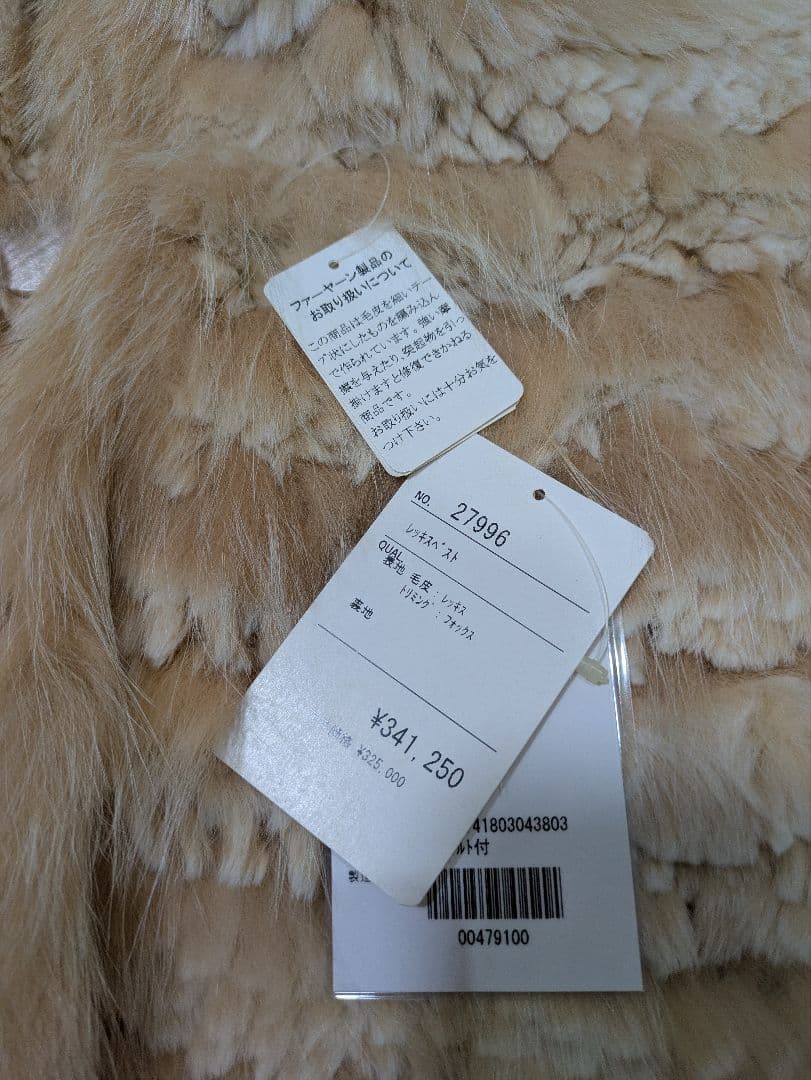 ファーヤーン製品の
お取り扱いについて
この商品は毛皮を細いテー
プ状にしたものを編み込ん
で作られています。強い摩
擦を与えたり、突起物を引っ
掛けますと修復できかねる
商品です。
お取り扱いには十分お気を
つけ下さい。
NO. 27996
レッキスベスト
QUAL.
表地 毛皮：レッキス
トリミング：フォックス
裏地
¥341,250
価格 ¥325,000
41803043803
ルト付
製造
00479100